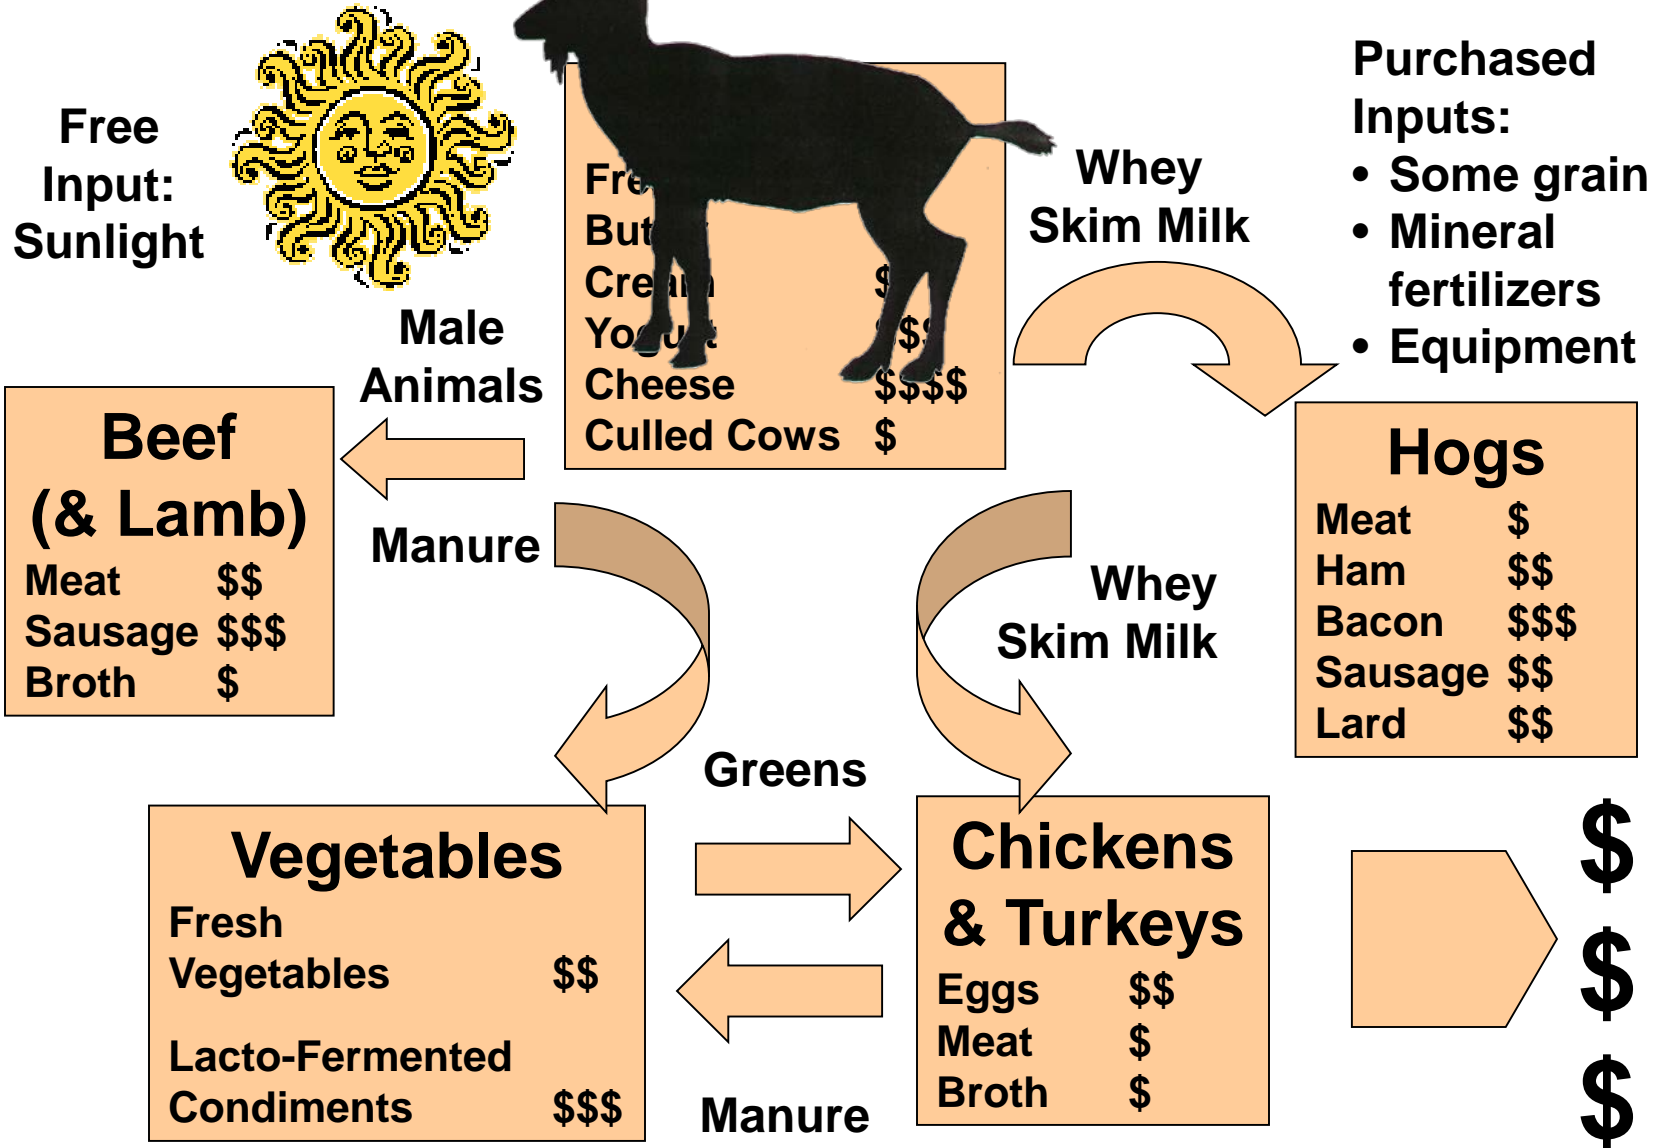 Free
Input:
Sunlight
Cream $
Yogurt
Cheese $$$$
Culled Cows $
Whey
Skim Milk
Purchased
Inputs:
• Some grain
• Mineral
fertilizers
• Equipment
Male
Animals
Beef
(& Lamb)
Meat $$
Sausage $$$
Broth $
Manure
Whey
Skim Milk
Hogs
Meat $
Ham $$
Bacon $$$
Sausage $$
Lard $$
Greens
Vegetables
Fresh
Vegetables $$
Lacto-Fermented
Condiments $$$
Manure
Chickens
& Turkeys
Eggs $$
Meat $
Broth $
$
$
$